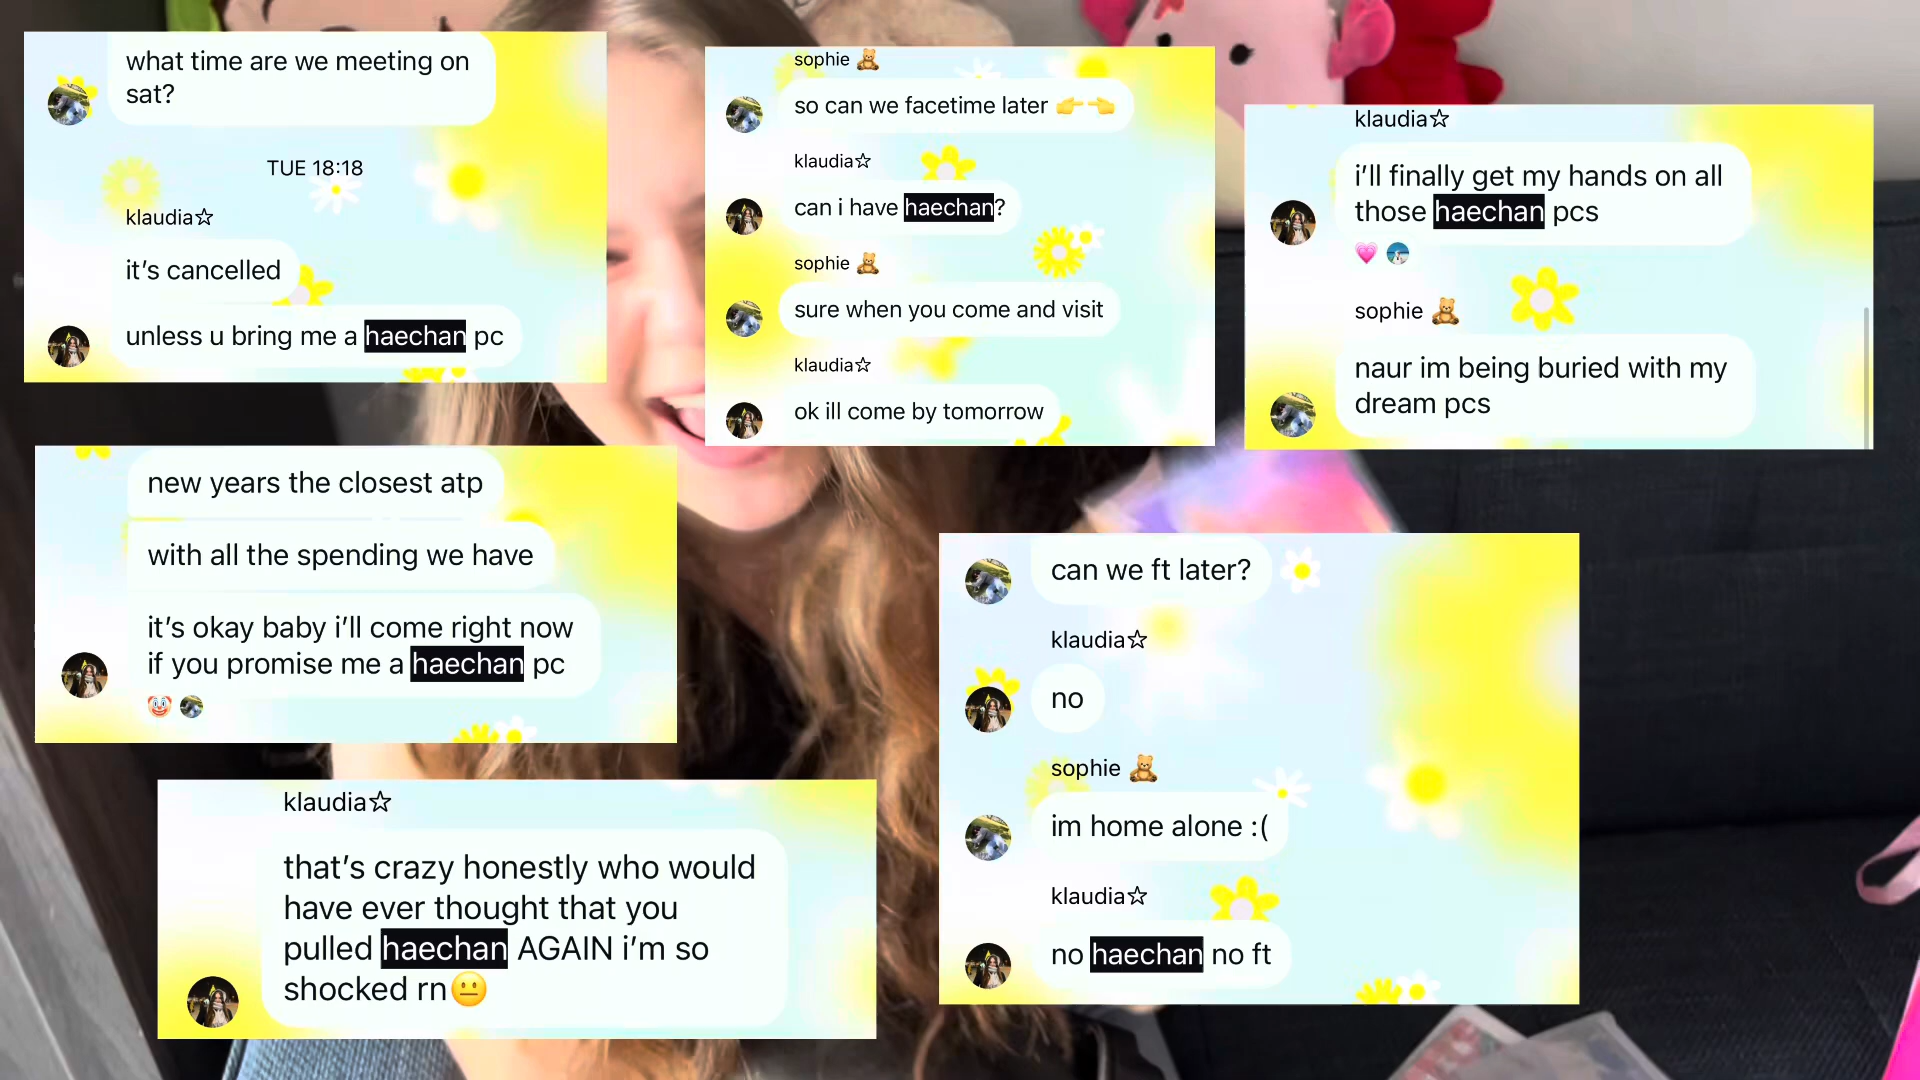 what time are we meeting on
sat?
TUE 18:18
klaudia☆
it's cancelled
unless u bring me a haechan pc
sophie 🧸
so can we facetime later 👉👈
klaudia☆
can i have haechan?
sophie 🧸
sure when you come and visit
klaudia☆
ok ill come by tomorrow
klaudia☆
i'll finally get my hands on all
those haechan pcs
sophie 🧸
naur im being buried with my
dream pcs
new years the closest atp
with all the spending we have
it's okay baby i'll come right now
if you promise me a haechan pc
can we ft later?
klaudia☆
no
sophie 🧸
im home alone :(
klaudia☆
no haechan no ft
klaudia☆
that's crazy honestly who would
have ever thought that you
pulled haechan AGAIN i'm so
shocked rn😐